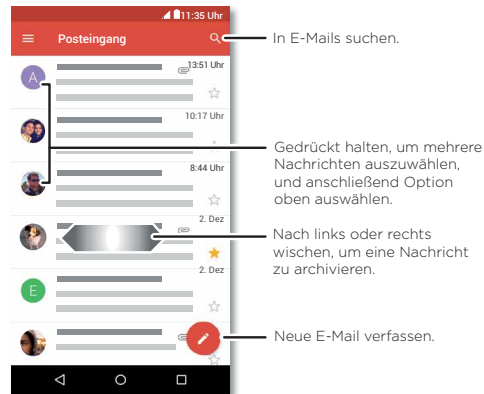 11:35 Uhr
Posteingang
In E-Mails suchen.
13:51 Uhr
A
10:17 Uhr
Gedrückt halten, um mehrere
Nachrichten auszuwählen,
und anschließend Option
oben auswählen.
8:44 Uhr
2. Dez
Nach links oder rechts
wischen, um eine Nachricht
zu archivieren.
2. Dez
E
Neue E-Mail verfassen.